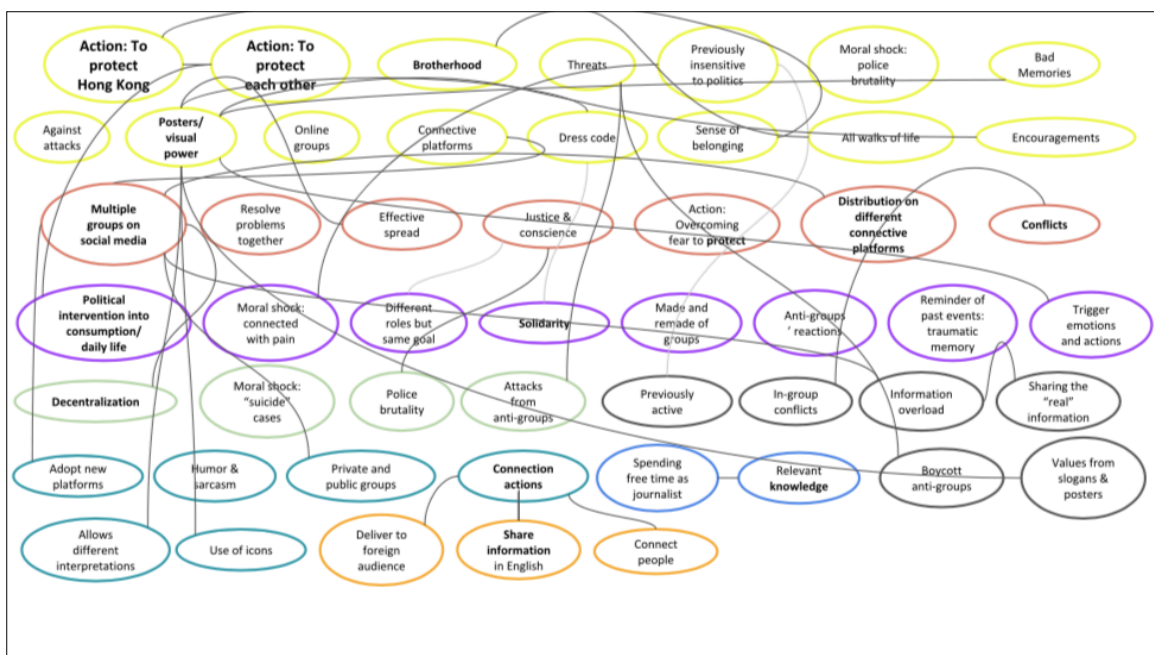 Action: To
protect
Hong Kong
Action: To
protect
each other
Brotherhood
Threats
Previously
insensitive
to politics
Moral shock:
police
brutality
Bad
Memories
Against
attacks
Posters/
visual
power
Online
groups
Connective
platforms
Dress code
Sense of
belonging
All walks of life
Encouragements
Multiple
groups on
social media
Resolve
problems
together
Effective
spread
Justice &
conscience
Action:
Overcoming
fear to protect
Distribution on
different
connective
platforms
Conflicts
Political
intervention into
consumption/
daily life
Moral shock:
connected
with pain
Different
roles but
same goal
Solidarity
Made and
remade of
groups
Anti-groups
’ reactions
Reminder of
past events:
traumatic
memory
Trigger
emotions
and actions
Decentralization
Moral shock:
“suicide”
cases
Police
brutality
Attacks
from
anti-groups
Previously
active
In-group
conflicts
Information
overload
Sharing the
“real”
information
Adopt new
platforms
Humor &
sarcasm
Private and
public groups
Connection
actions
Spending
free time as
journalist
Relevant
knowledge
Boycott
anti-groups
Values from
slogans &
posters
Allows
different
interpretations
Use of icons
Deliver to
foreign
audience
Share
information
in English
Connect
people